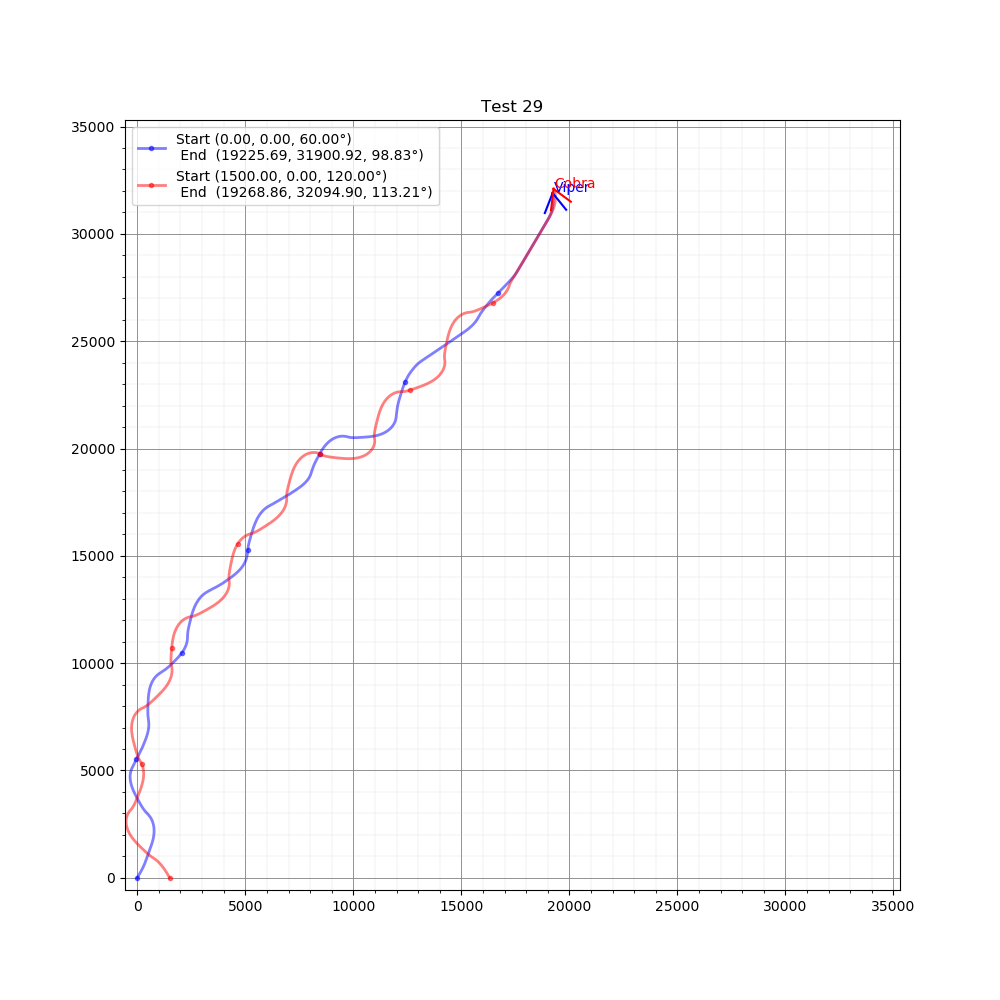 Test 29
Start (0.00, 0.00, 60.00°)
End (19225.69, 31900.92, 98.83°)
Start (1500.00, 0.00, 120.00°)
End (19268.86, 32094.90, 113.21°)
Cobra
Viper
35000
30000
25000
20000
15000
10000
5000
0
0 5000 10000 15000 20000 25000 30000 35000